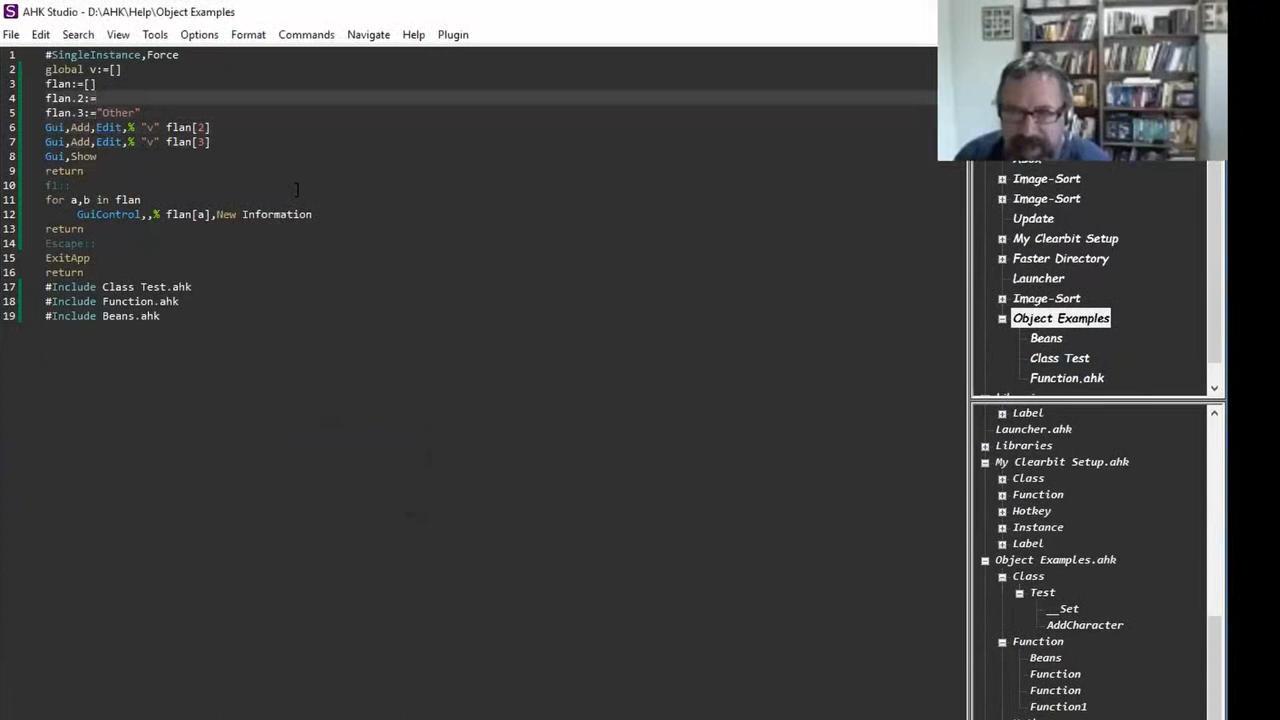 AHK Studio - D:\AHK\Help\Object Examples
File Edit Search View Tools Options Format Commands Navigate Help Plugin
1 #SingleInstance,Force
2 global v:=[]
3 flan:=[]
4 flan.2:=
5 flan.3:="Other"
6 Gui,Add,Edit,% "v" flan[2]
7 Gui,Add,Edit,% "v" flan[3]
8 Gui,Show
9 return
10 f1::
11 for a,b in flan
12 GuiControl,,% flan[a],New Information
13 return
14 Escape::
15 ExitApp
16 return
17 #Include Class Test.ahk
18 #Include Function.ahk
19 #Include Beans.ahk
Image-Sort
Image-Sort
Update
My Clearbit Setup
Faster Directory
Launcher
Image-Sort
Object Examples
Beans
Class Test
Function.ahk
Label
Launcher.ahk
Libraries
My Clearbit Setup.ahk
Class
Function
Hotkey
Instance
Label
Object Examples.ahk
Class
Test
__Set
AddCharacter
Function
Beans
Function
Function
Function1